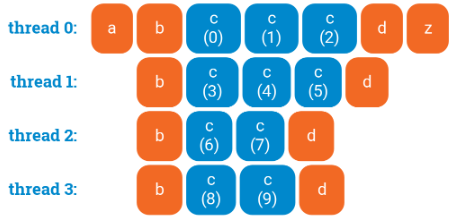 thread 0: a b c (0) c (1) c (2) d z
thread 1: b c (3) c (4) c (5) d
thread 2: b c (6) c (7) d
thread 3: b c (8) c (9) d